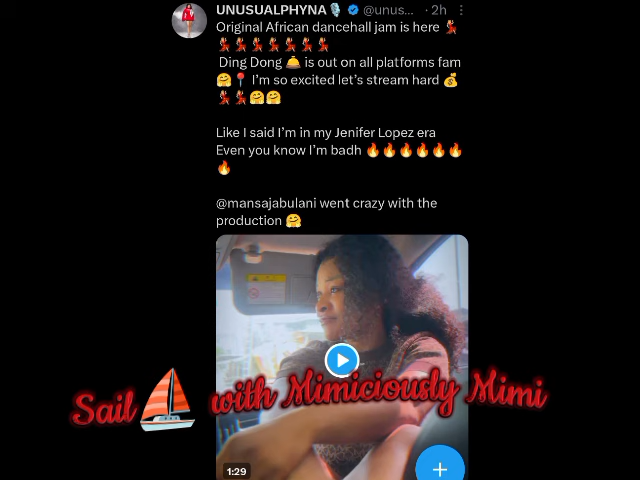 UNUSUALPHYNA🎙️ @unus... · 2h
Original African dancehall jam is here 💃
💃💃💃💃💃💃💃
Ding Dong 🛎️ is out on all platforms fam
🤗📍 I’m so excited let’s stream hard 💰
💃💃🤗🤗
Like I said I’m in my Jenifer Lopez era
Even you know I’m badh 🔥🔥🔥🔥🔥🔥
🔥
@mansajabulani went crazy with the
production 🤗
Sail⛵ with Mimiciously Mimi
1:29